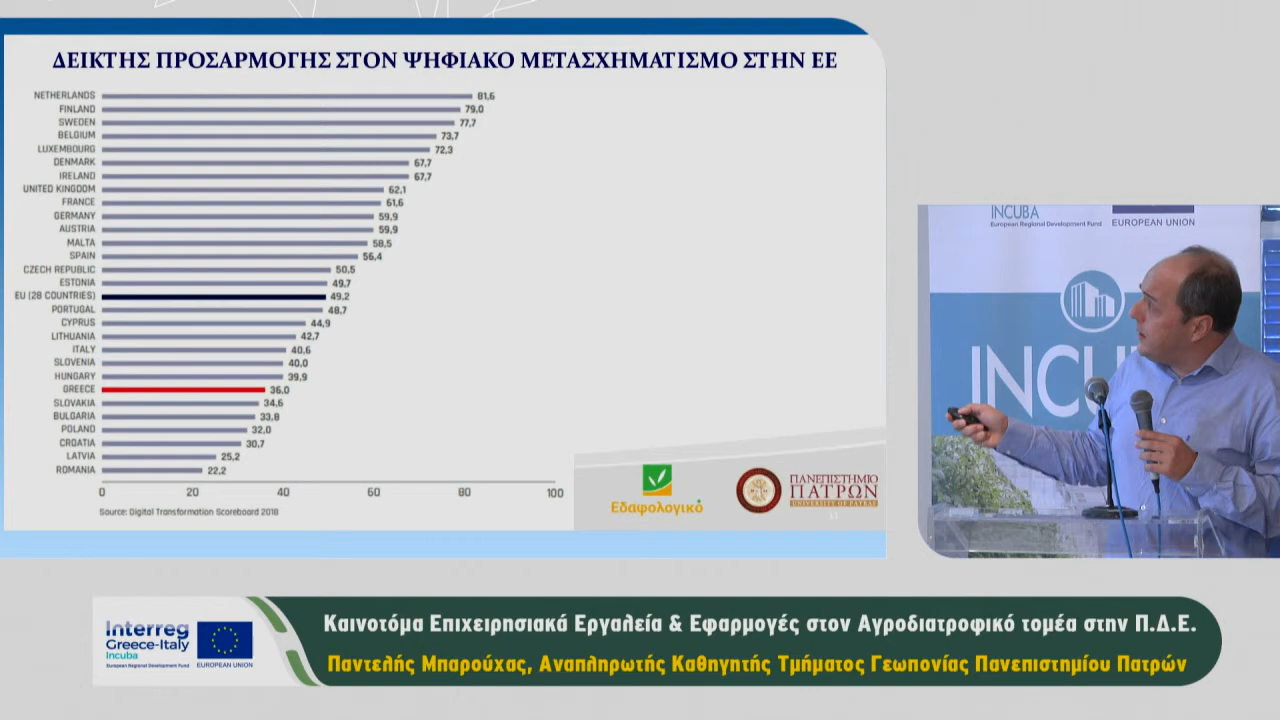 ΔΕΙΚΤΗΣ ΠΡΟΣΑΡΜΟΓΗΣ ΣΤΟΝ ΨΗΦΙΑΚΟ ΜΕΤΑΣΧΗΜΑΤΙΣΜΟ ΣΤΗΝ ΕΕ
NETHERLANDS 81,6
FINLAND 79,0
SWEDEN 77,7
BELGIUM 73,7
LUXEMBOURG 72,3
DENMARK 67,7
IRELAND 67,7
UNITED KINGDOM 62,1
FRANCE 61,6
GERMANY 59,9
AUSTRIA 59,9
MALTA 58,5
SPAIN 56,4
CZECH REPUBLIC 50,5
ESTONIA 49,7
EU (28 COUNTRIES) 49,2
PORTUGAL 48,7
CYPRUS 44,9
LITHUANIA 42,7
ITALY 40,6
SLOVENIA 40,0
HUNGARY 39,9
GREECE 36,0
SLOVAKIA 34,6
BULGARIA 33,8
POLAND 32,0
CROATIA 30,7
LATVIA 25,2
ROMANIA 22,2
0 20 40 60 80 100
Source: Digital Transformation Scoreboard 2018
Εδαφολογικό
ΠΑΝΕΠΙΣΤΗΜΙΟ
ΠΑΤΡΩΝ
UNIVERSITY OF PATRAS
INCUBA
European Regional Development Fund
EUROPEAN UNION
INCU
Interreg
Greece-Italy
Incuba
European Regional Development Fund
EUROPEAN UNION
Καινοτόμα Επιχειρησιακά Εργαλεία & Εφαρμογές στον Αγροδιατροφικό τομέα στην Π.Δ.Ε.
Παντελής Μπαρούχας, Αναπληρωτής Καθηγητής Τμήματος Γεωπονίας Πανεπιστημίου Πατρών